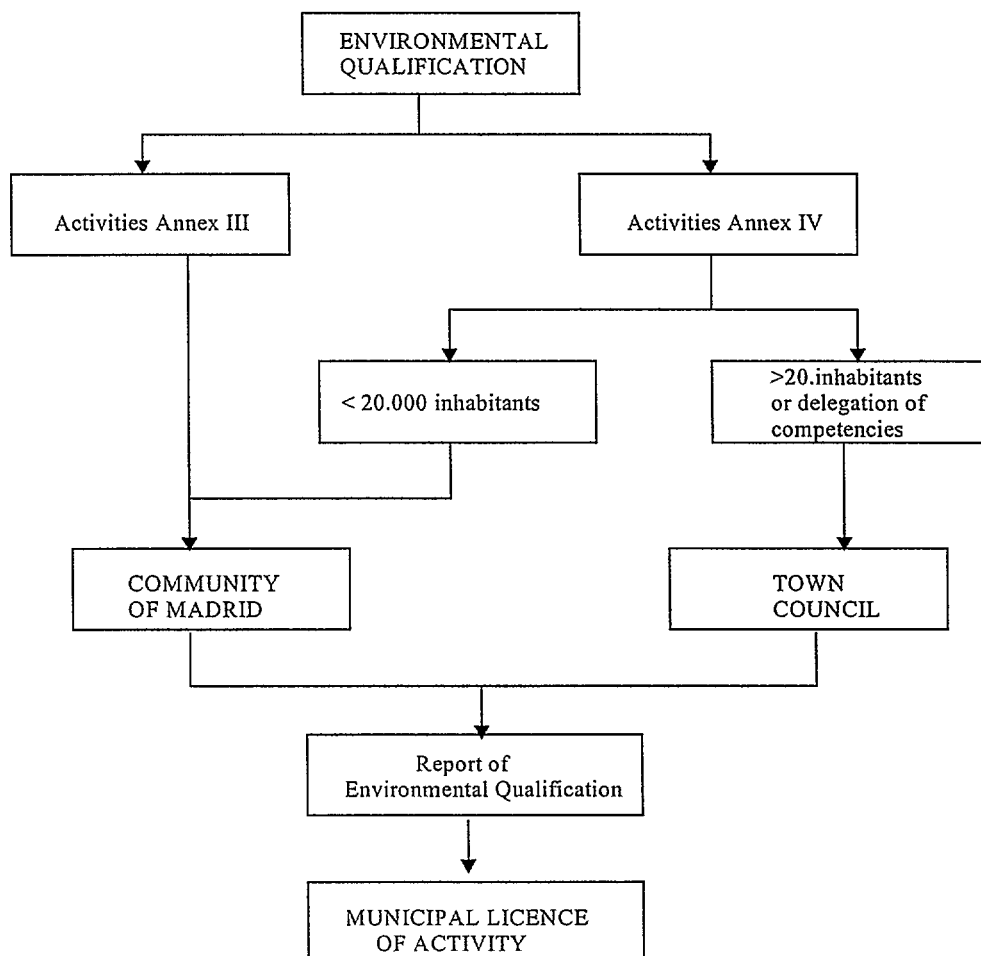 ENVIRONMENTAL
QUALIFICATION
Activities Annex III
Activities Annex IV
< 20.000 inhabitants
>20.inhabitants
or delegation of
competencies
COMMUNITY
OF MADRID
TOWN
COUNCIL
Report of
Environmental Qualification
MUNICIPAL LICENCE
OF ACTIVITY